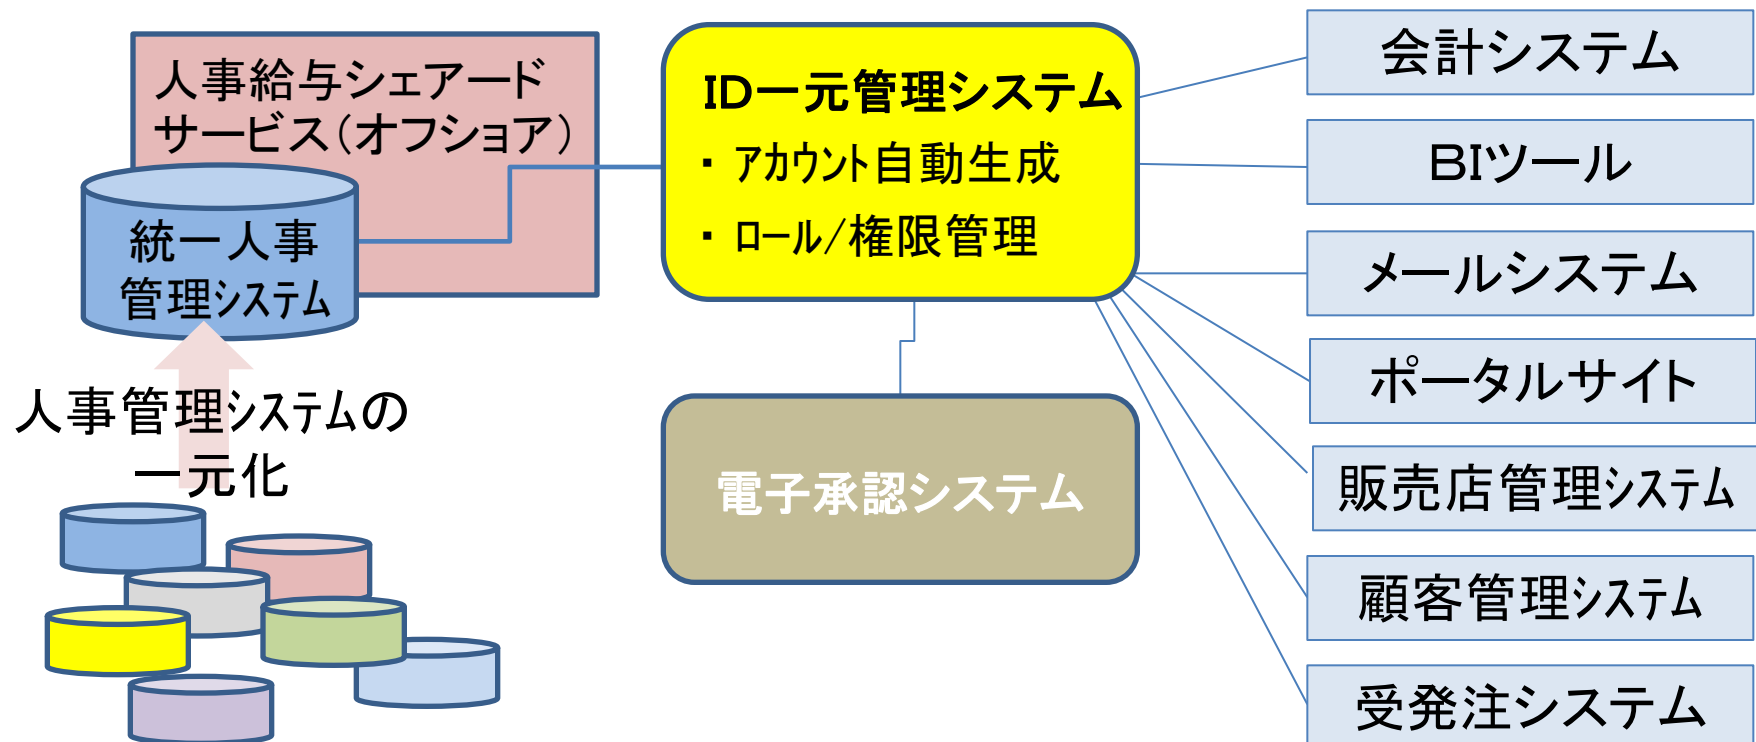 人事給与シェアード
サービス（オフショア）
統一人事
管理システム
人事管理システムの
一元化
ID一元管理システム
・アカウント自動生成
・ロール/権限管理
電子承認システム
会計システム
BIツール
メールシステム
ポータルサイト
販売店管理システム
顧客管理システム
受発注システム